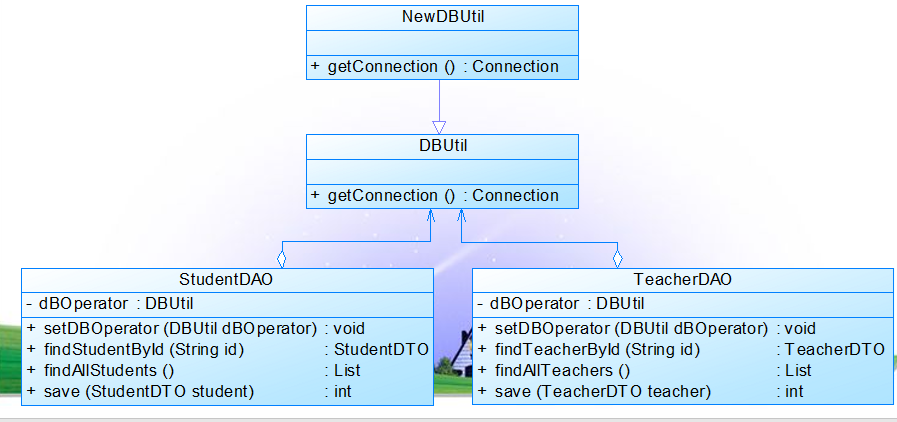 NewDBUtil
+ getConnection () : Connection
DBUtil
+ getConnection () : Connection
StudentDAO
- dBOperator : DBUtil
+ setDBOperator (DBUtil dBOperator) : void
+ findStudentById (String id) : StudentDTO
+ findAllStudents () : List
+ save (StudentDTO student) : int
TeacherDAO
- dBOperator : DBUtil
+ setDBOperator (DBUtil dBOperator) : void
+ findTeacherById (String id) : TeacherDTO
+ findAllTeachers () : List
+ save (TeacherDTO teacher) : int